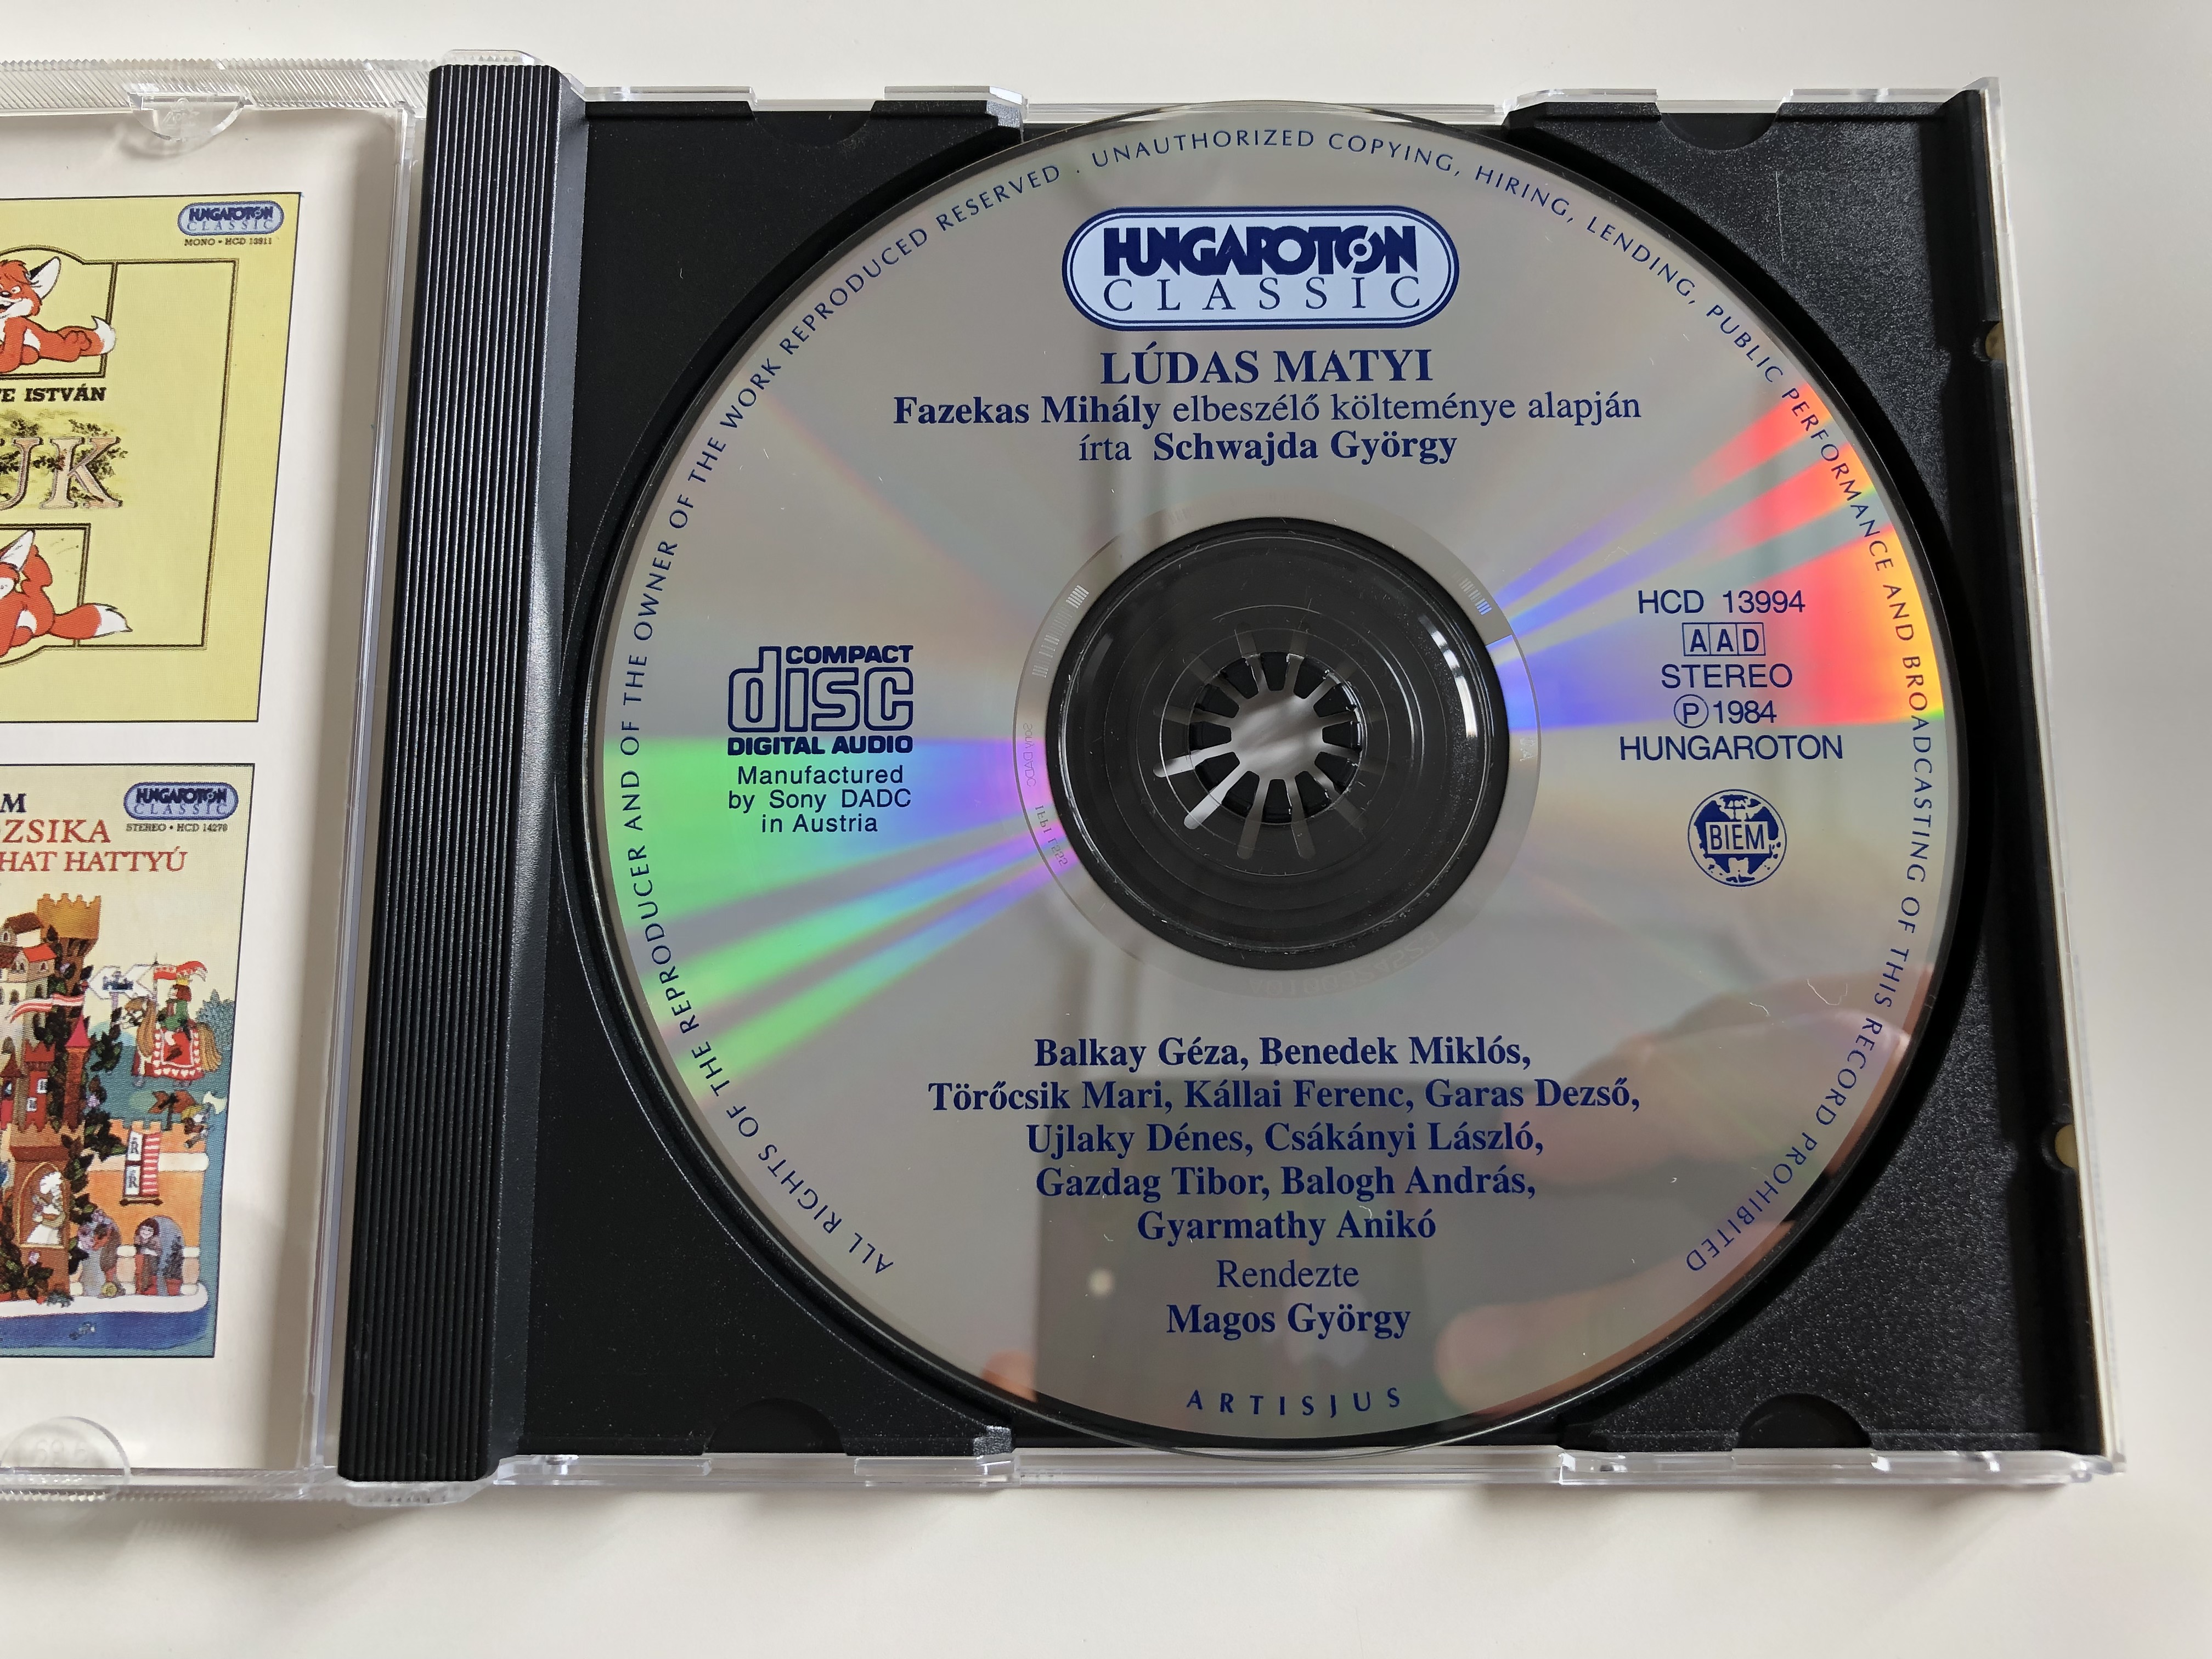 HUNGAROTON
CLASSIC
MONO • HCD 13911
ISTVÁN
UK
HUNGAROTON
CLASSIC
STEREO • HCD 14270
ZSIKA
HAT HATTYÚ
ALL RIGHTS OF THE REPRODUCER AND OF THE OWNER OF THE WORK REPRODUCED RESERVED . UNAUTHORIZED COPYING, HIRING, LENDING, PUBLIC PERFORMANCE AND BROADCASTING OF THIS RECORD PROHIBITED
HUNGAROTON
CLASSIC
LÚDAS MATYI
Fazekas Mihály elbeszélő költeménye alapján
írta Schwajda György
COMPACT
disc
DIGITAL AUDIO
Manufactured
by Sony DADC
in Austria
HCD 13994
AAD
STEREO
Ⓟ 1984
HUNGAROTON
BIEM
Balkay Géza, Benedek Miklós,
Törőcsik Mari, Kállai Ferenc, Garas Dezső,
Ujlaky Dénes, Csákányi László,
Gazdag Tibor, Balogh András,
Gyarmathy Anikó
Rendezte
Magos György
ARTISJUS